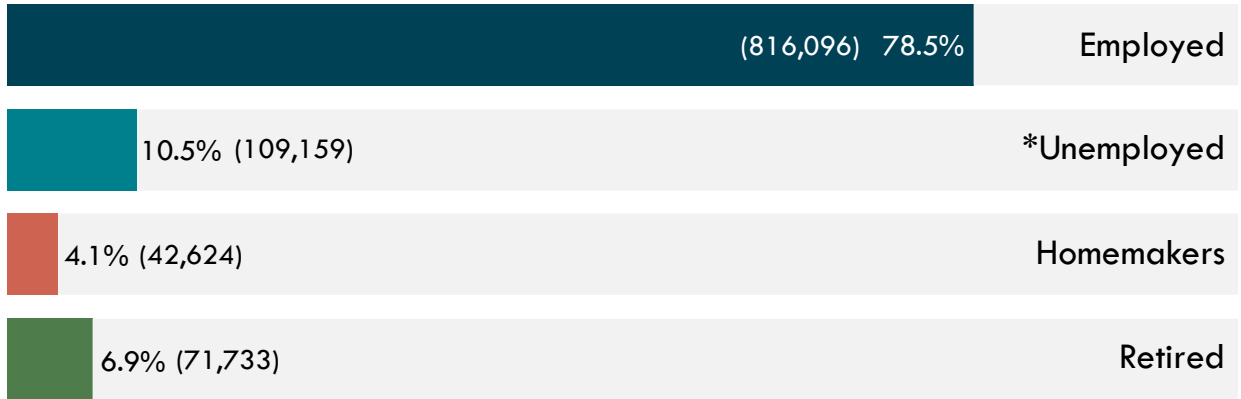 (816,096) 78.5% Employed
10.5% (109,159) *Unemployed
4.1% (42,624) Homemakers
6.9% (71,733) Retired